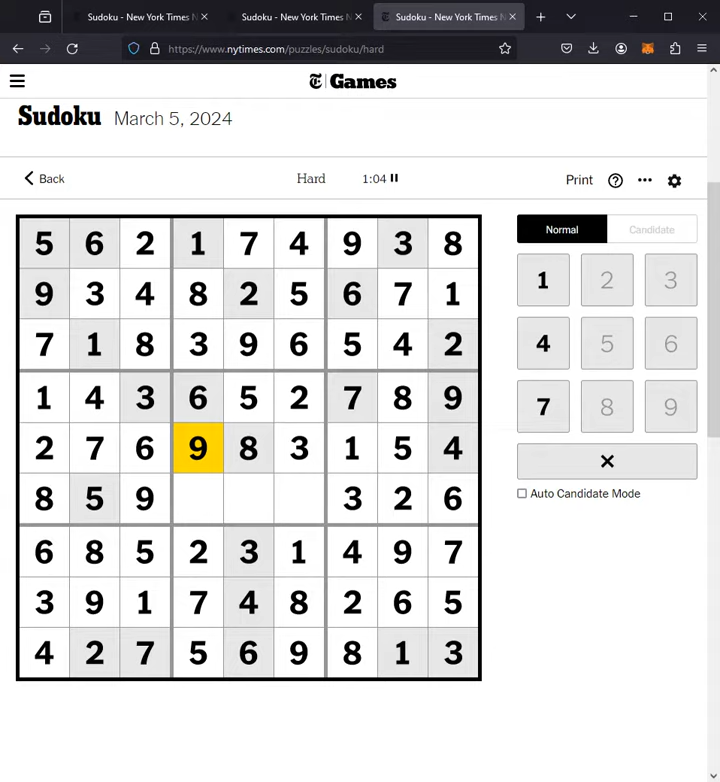 Sudoku - New York Times N
Sudoku - New York Times N
Sudoku - New York Times N
https://www.nytimes.com/puzzles/sudoku/hard
T Games
Sudoku March 5, 2024
Back Hard 1:04 Print ? ...
5 6 2 1 7 4 9 3 8 Normal Candidate
9 3 4 8 2 5 6 7 1 1 2 3
7 1 8 3 9 6 5 4 2 4 5 6
1 4 3 6 5 2 7 8 9 7 8 9
2 7 6 9 8 3 1 5 4 X
8 5 9 3 2 6 Auto Candidate Mode
6 8 5 2 3 1 4 9 7
3 9 1 7 4 8 2 6 5
4 2 7 5 6 9 8 1 3